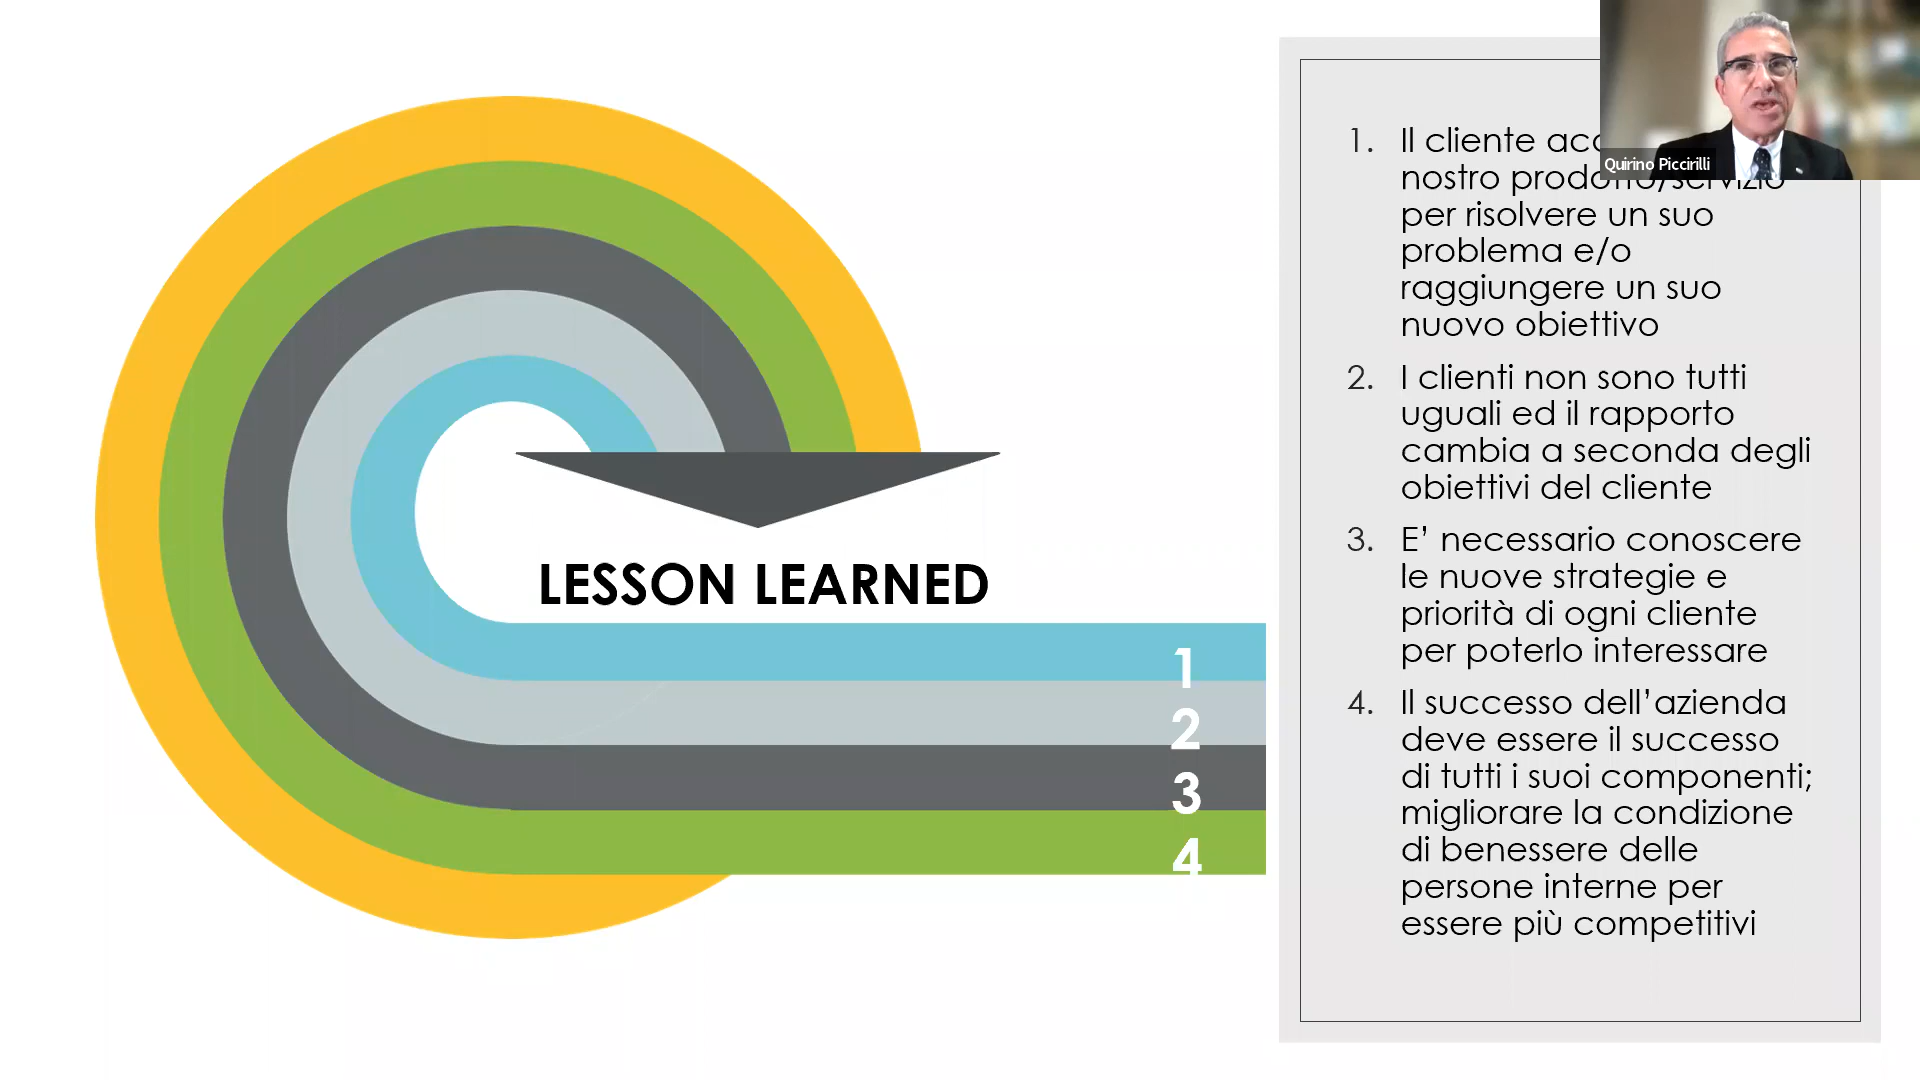 LESSON LEARNED
1
2
3
4
1. Il cliente
nostro prodotto/servizio
per risolvere un suo
problema e/o
raggiungere un suo
nuovo obiettivo
2. I clienti non sono tutti
uguali ed il rapporto
cambia a seconda degli
obiettivi del cliente
3. E’ necessario conoscere
le nuove strategie e
priorità di ogni cliente
per poterlo interessare
4. Il successo dell’azienda
deve essere il successo
di tutti i suoi componenti;
migliorare la condizione
di benessere delle
persone interne per
essere più competitivi
Quirino Piccirilli